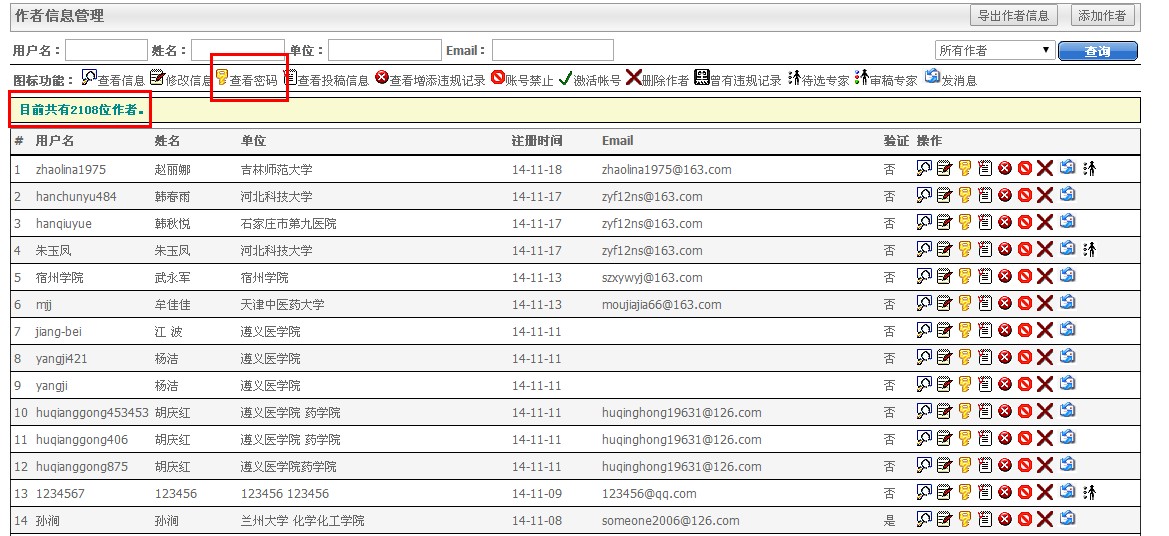 作者信息管理 导出作者信息 添加作者
用户名： 姓名： 单位： Email： 所有作者 查询
图标功能： 查看信息 修改信息 查看密码 查看投稿信息 查看增添违规记录 账号禁止 激活帐号 删除作者 曾有违规记录 待选专家 审稿专家 发消息
目前共有2108位作者。
# 用户名 姓名 单位 注册时间 Email 验证 操作
1 zhaolina1975 赵丽娜 吉林师范大学 14-11-18 zhaolina1975@163.com 否
2 hanchunyu484 韩春雨 河北科技大学 14-11-17 zyf12ns@163.com 否
3 hanqiuyue 韩秋悦 石家庄市第九医院 14-11-17 zyf12ns@163.com 否
4 朱玉凤 朱玉凤 河北科技大学 14-11-17 zyf12ns@163.com 否
5 宿州学院 武永军 宿州学院 14-11-13 szxywyj@163.com 否
6 mjj 牟佳佳 天津中医药大学 14-11-13 moujiajia66@163.com 否
7 jiang-bei 江 波 遵义医学院 14-11-11 否
8 yangji421 杨洁 遵义医学院 14-11-11 否
9 yangji 杨洁 遵义医学院 14-11-11 否
10 huqianggong453453 胡庆红 遵义医学院 药学院 14-11-11 huqinghong19631@126.com 否
11 huqianggong406 胡庆红 遵义医学院 药学院 14-11-11 huqinghong19631@126.com 否
12 huqianggong875 胡庆红 遵义医学院药学院 14-11-11 huqinghong19631@126.com 否
13 1234567 123456 123456 123456 14-11-09 123456@qq.com 否
14 孙涧 孙涧 兰州大学 化学化工学院 14-11-08 someone2006@126.com 是